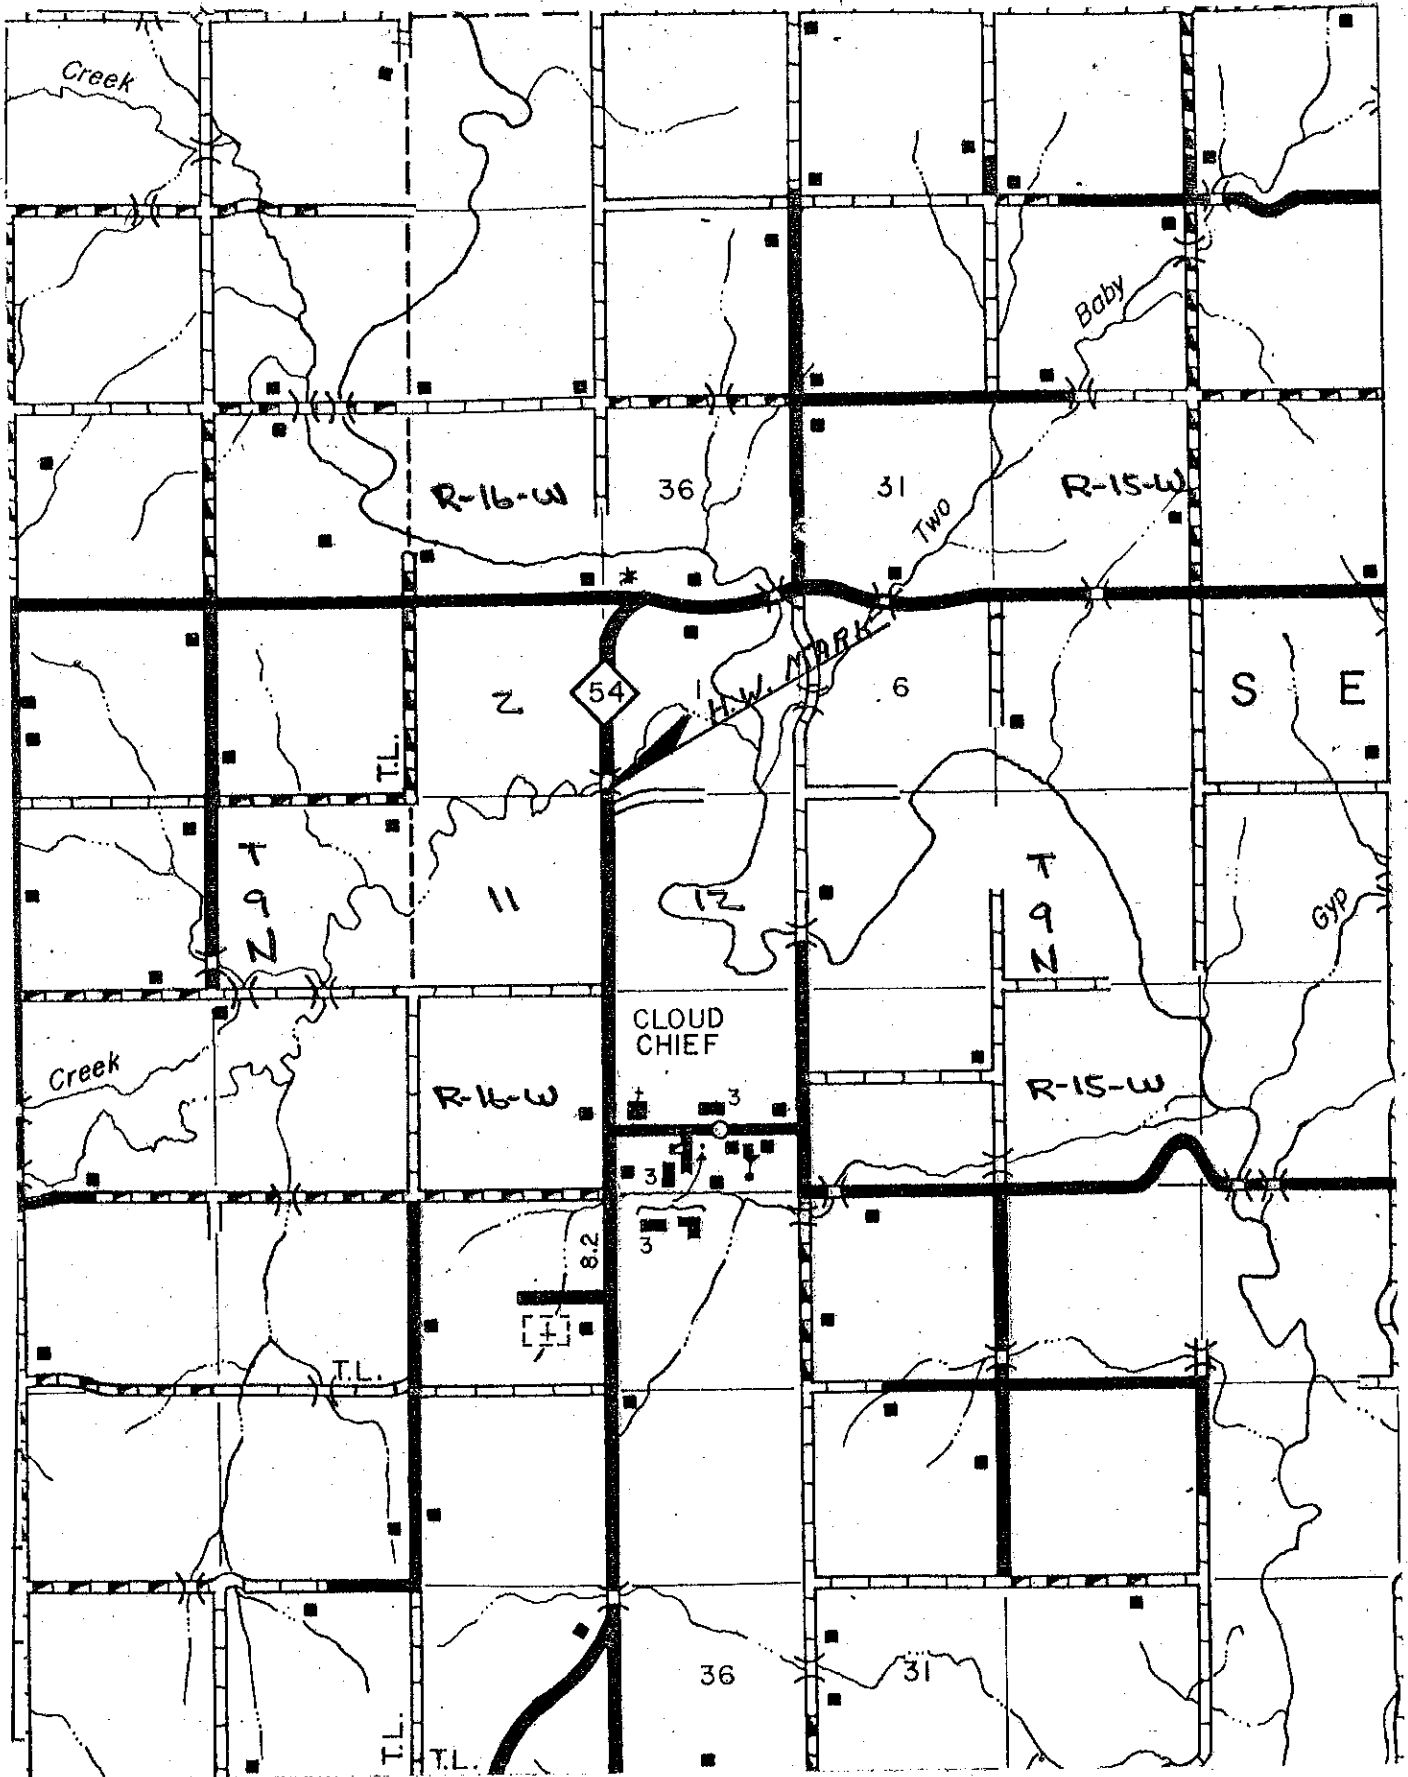 Creek
Baby
R-16-W
36
31
R-15-W
Two
H.W. MARK
54
2
1
6
S E
T.L.
T
9
N
11
12
T
9
N
Gyp
CLOUD
CHIEF
Creek
R-16-W
3
R-15-W
3
8.2
3
T.L.
36
31
T.L.
T.L.